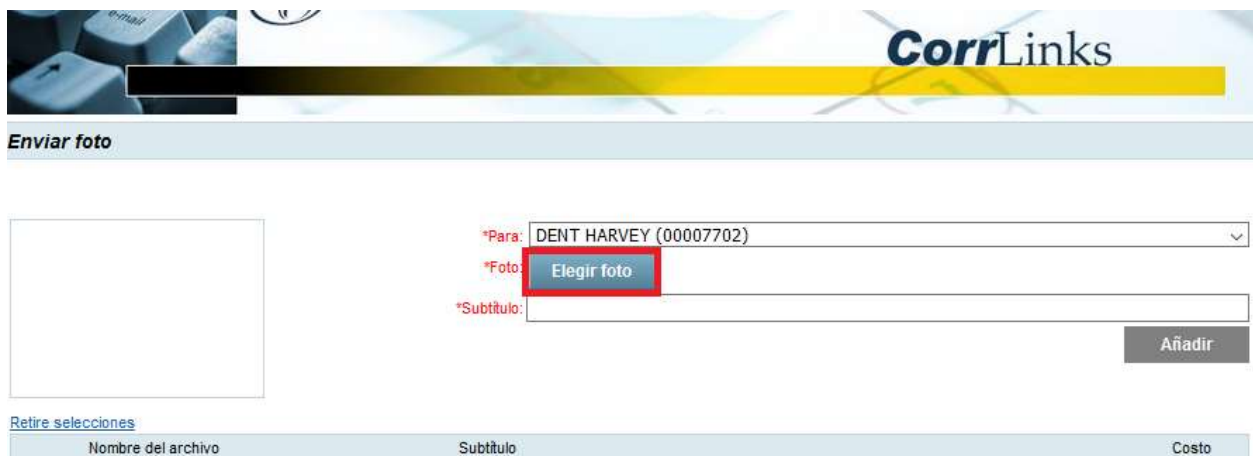 e-mail
CorrLinks
Enviar foto
*Para: DENT HARVEY (00007702)
*Foto: Elegir foto
*Subtítulo:
Añadir
Retire selecciones
Nombre del archivo Subtítulo Costo